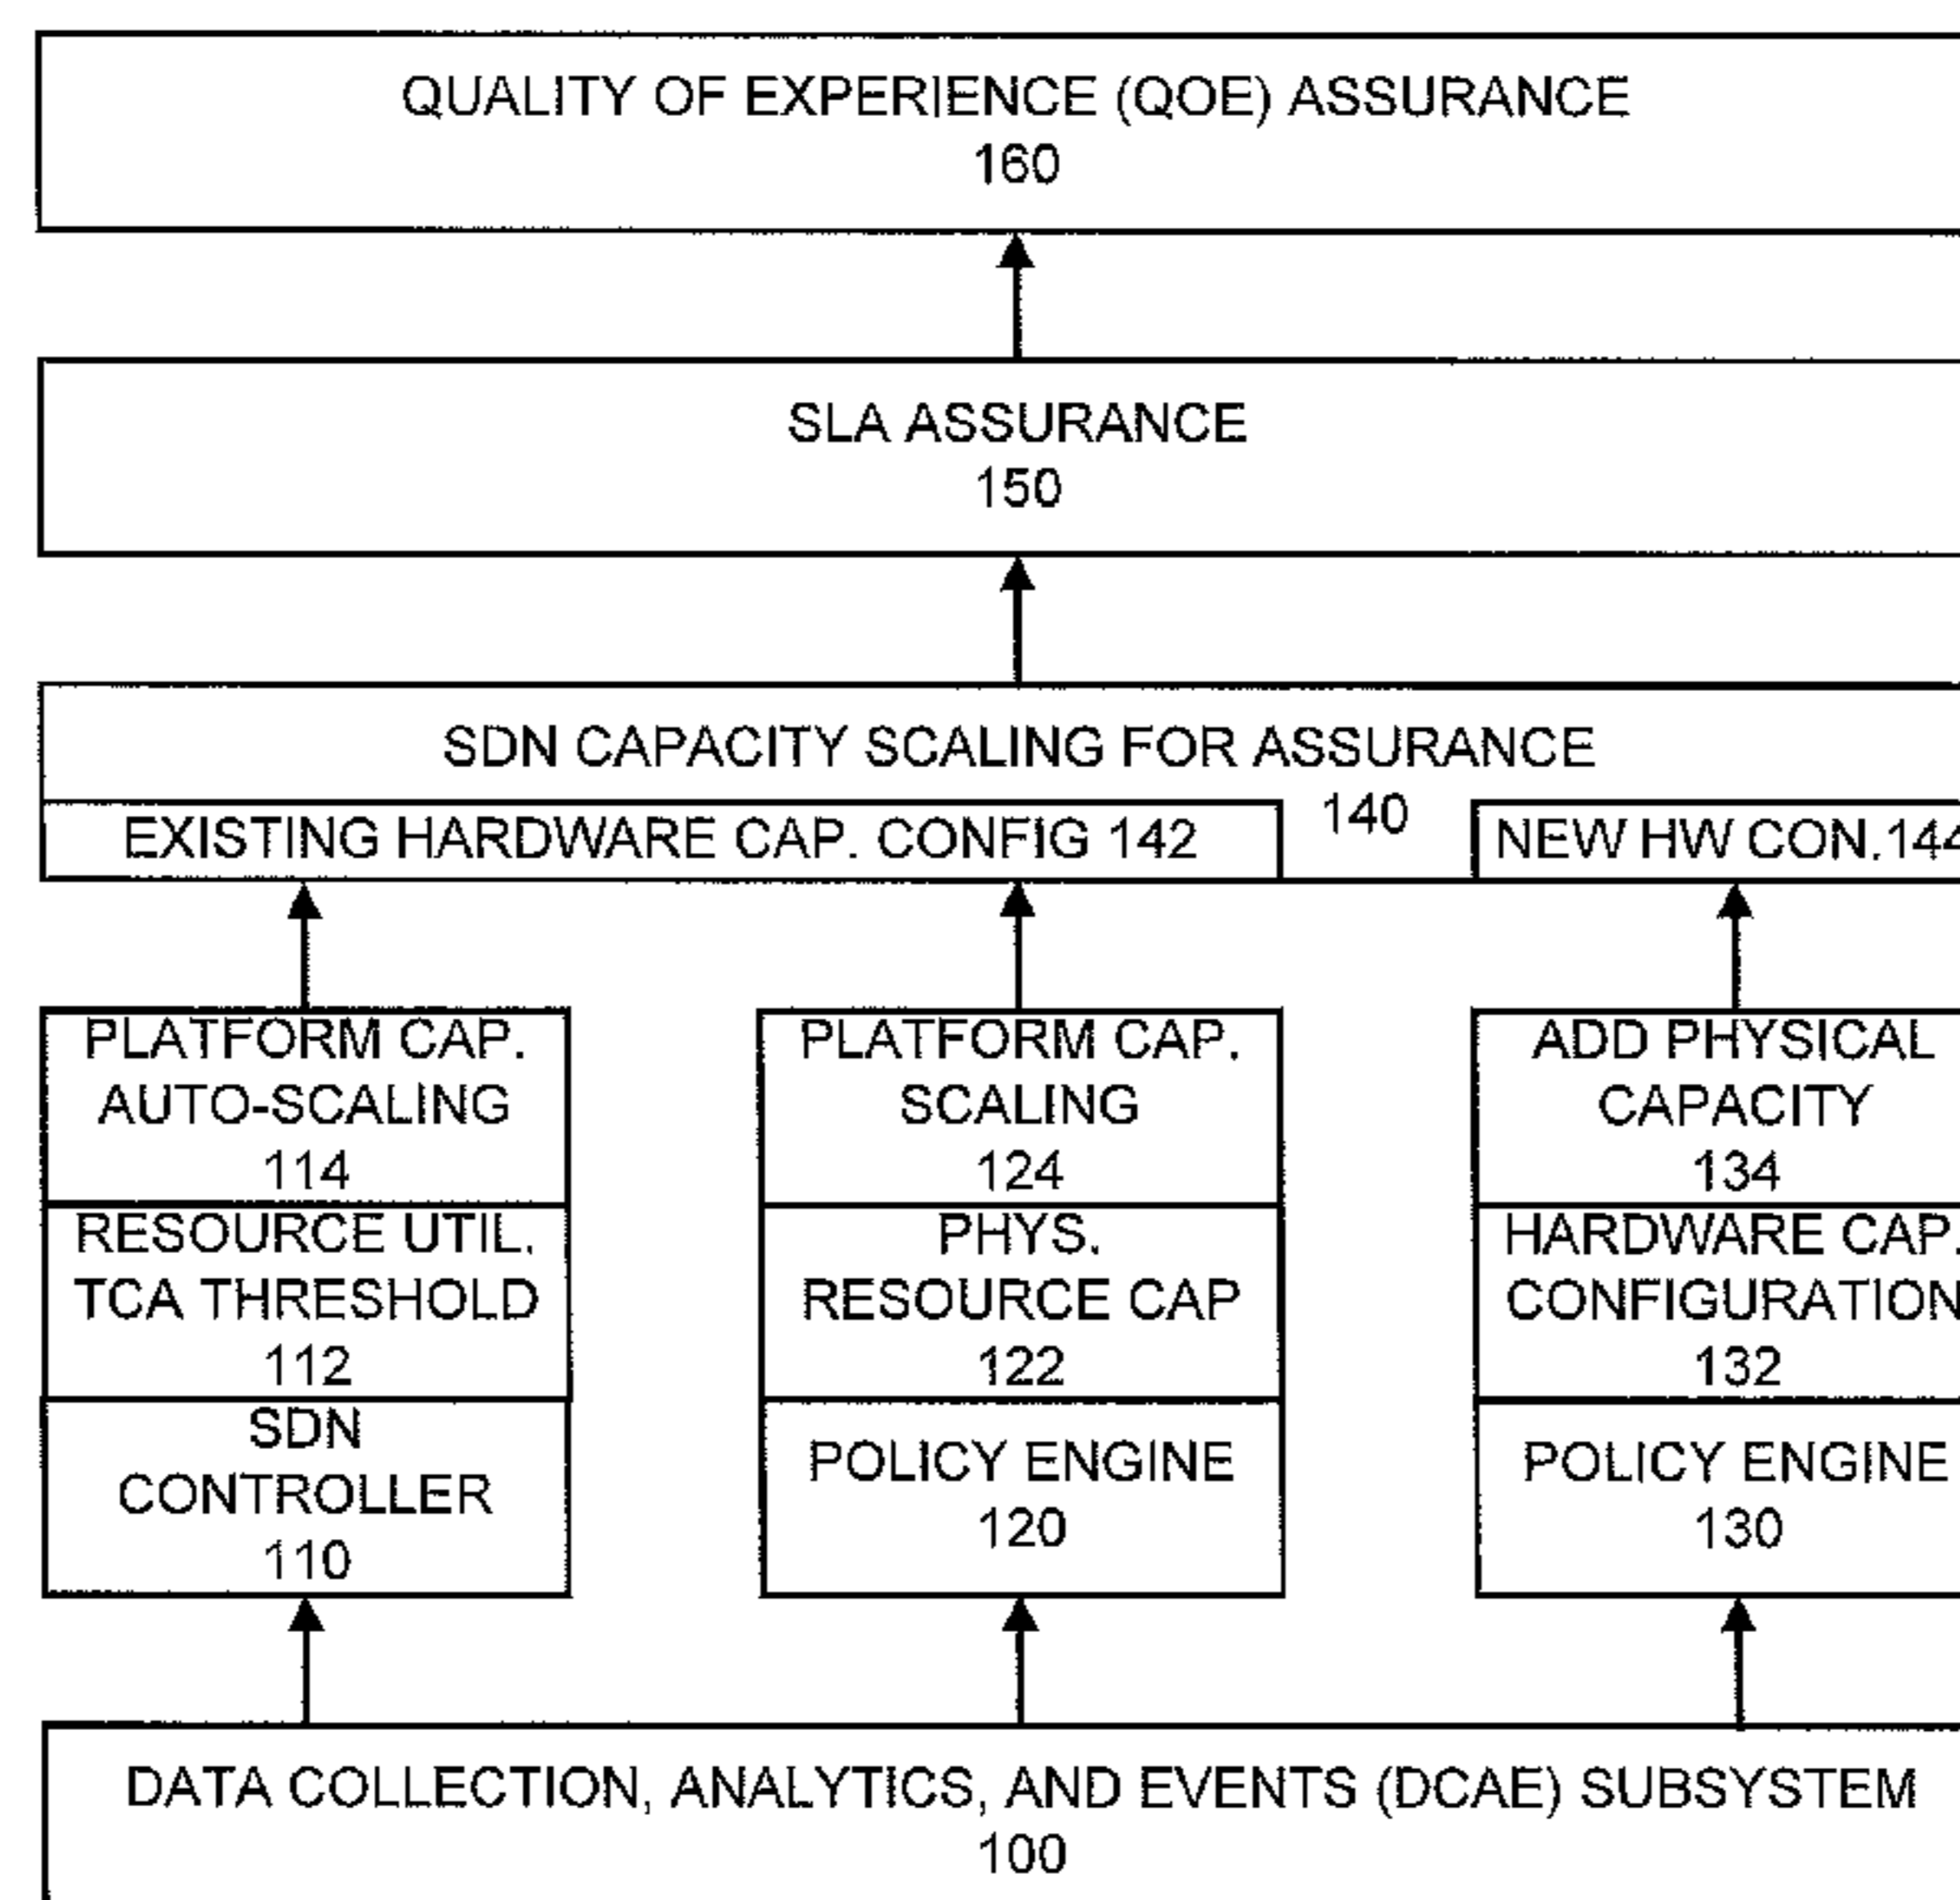 QUALITY OF EXPERIENCE (QOE) ASSURANCE
160
SLA ASSURANCE
150
SDN CAPACITY SCALING FOR ASSURANCE
140
EXISTING HARDWARE CAP. CONFIG 142
NEW HW CON.144
PLATFORM CAP.
AUTO-SCALING
114
RESOURCE UTIL.
TCA THRESHOLD
112
SDN
CONTROLLER
110
PLATFORM CAP.
SCALING
124
PHYS.
RESOURCE CAP
122
POLICY ENGINE
120
ADD PHYSICAL
CAPACITY
134
HARDWARE CAP.
CONFIGURATION
132
POLICY ENGINE
130
DATA COLLECTION, ANALYTICS, AND EVENTS (DCAE) SUBSYSTEM
100